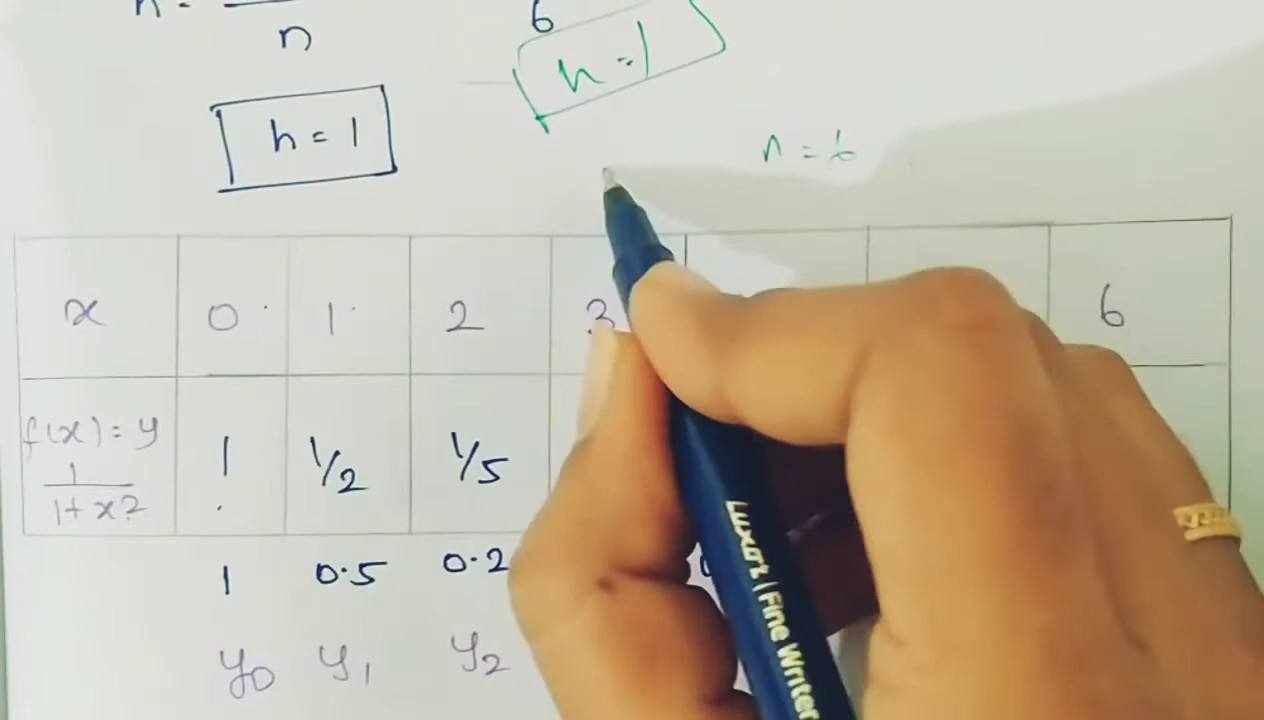 n
6
h = 1
h = 1
n = 6
x 0 1 2 3 6
f(x) = y 1 1/2 1/5
1
1+x2
1 0.5 0.2
y0 y1 y2
Luxor | Fine Writer